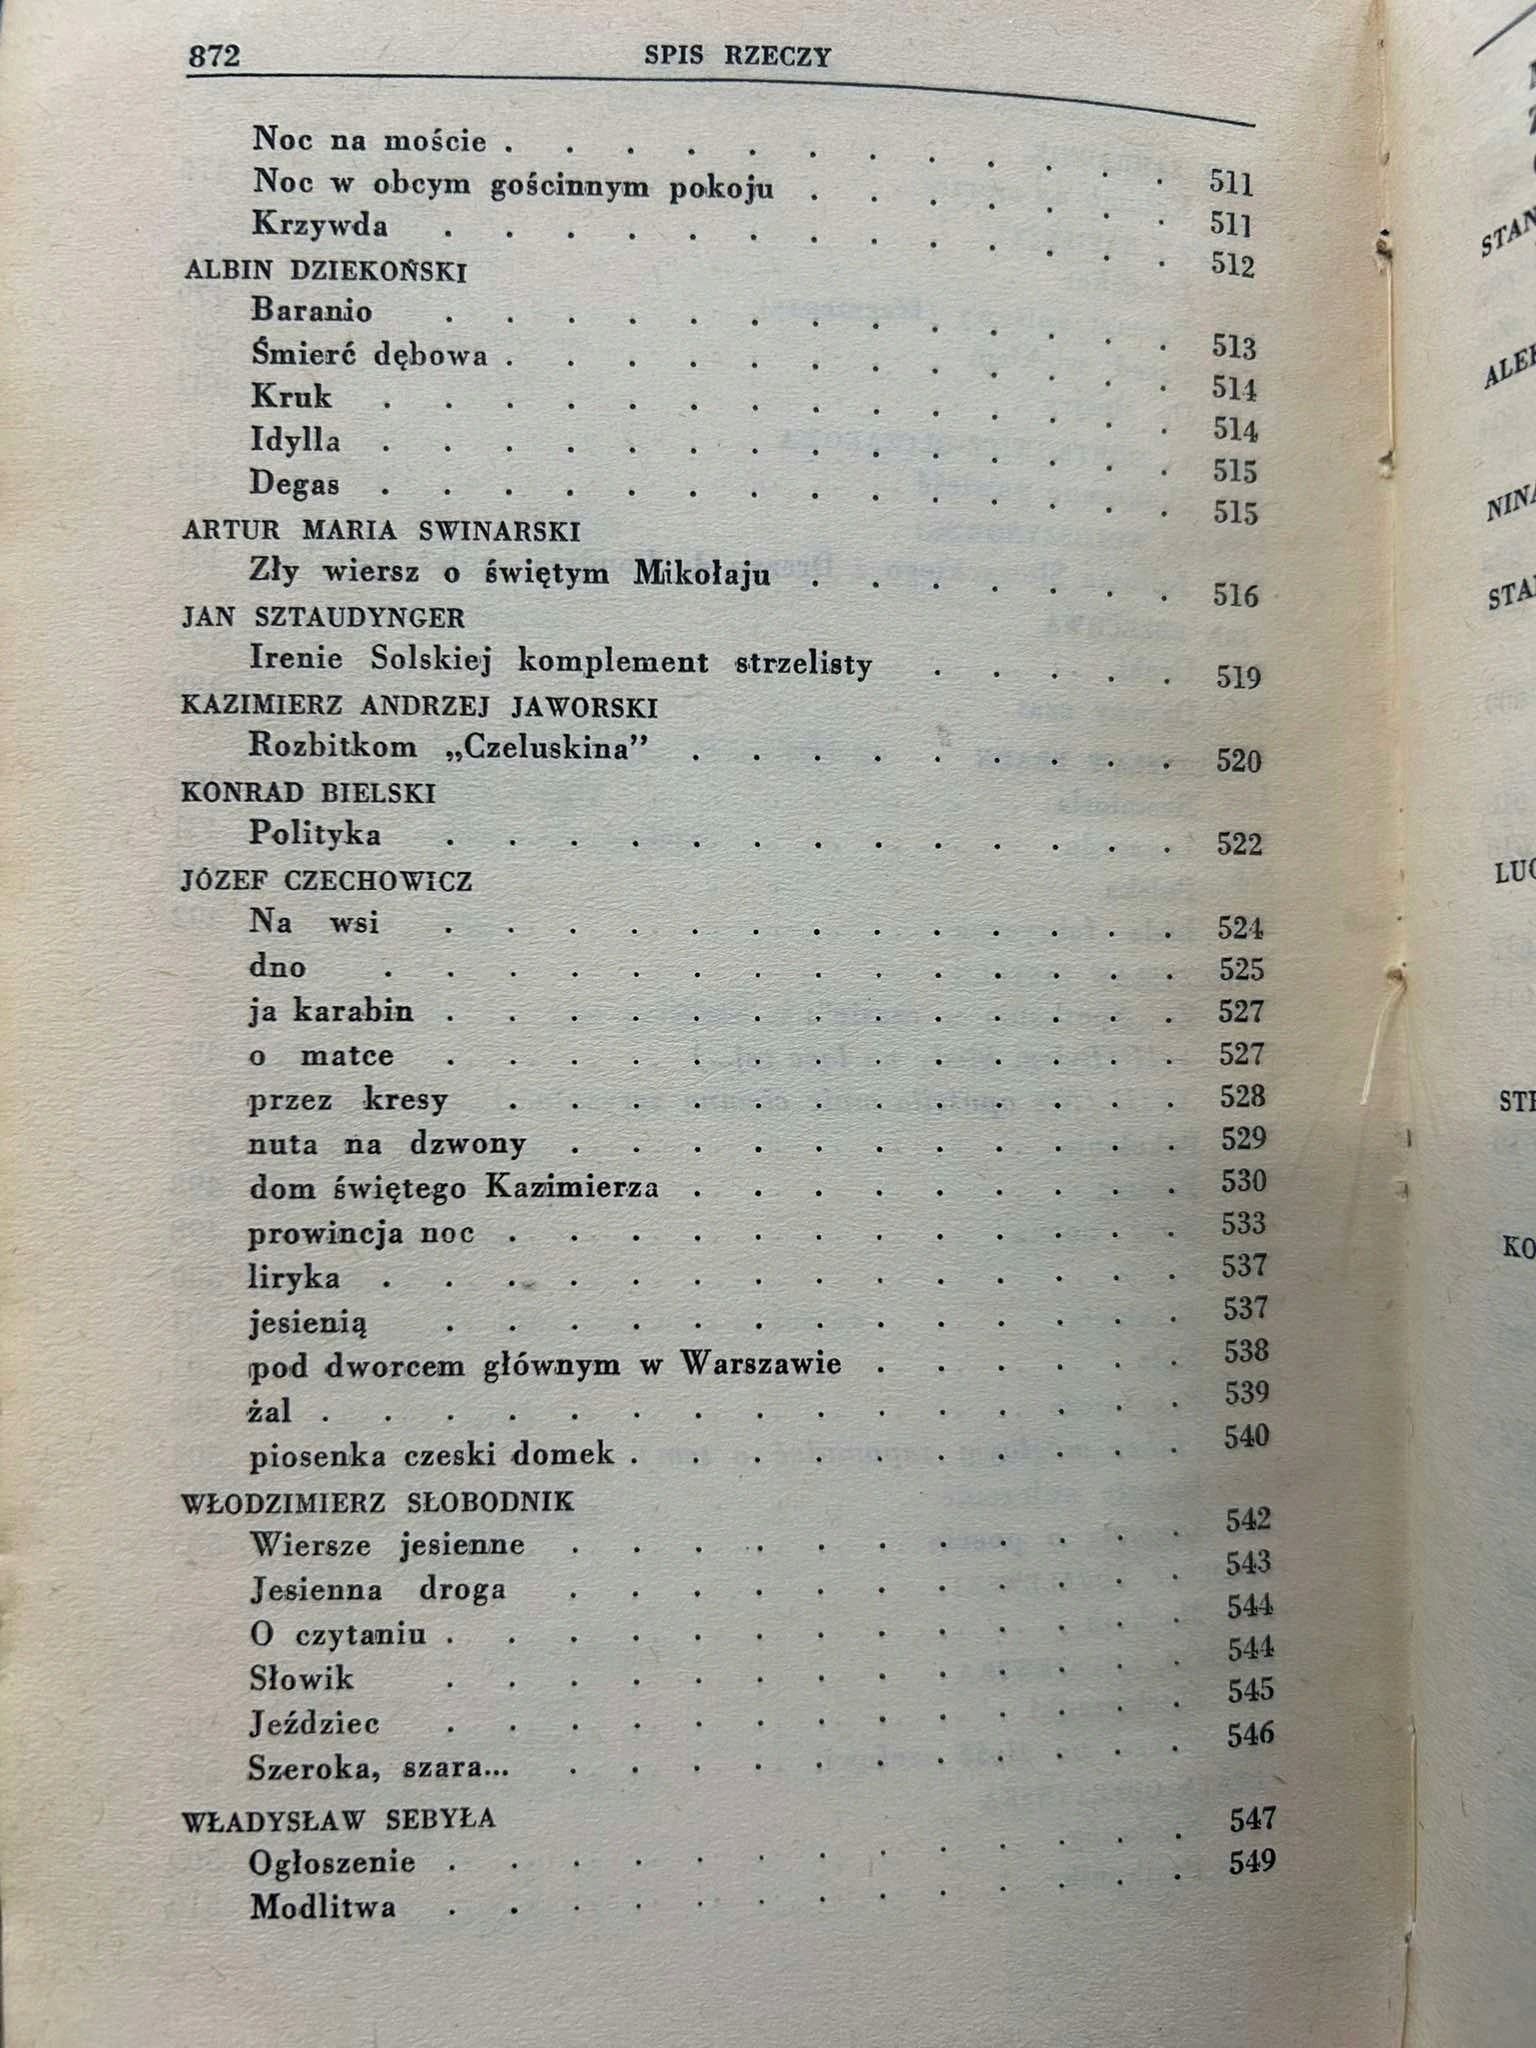 872 SPIS RZECZY
Noc na moście . . . . . . . . . . . . 511
Noc w obcym gościnnym pokoju . . . . . . . 511
Krzywda . . . . . . . . . . . . . 512
ALBIN DZIEKOŃSKI
Baranio . . . . . . . . . . . . . 513
Śmierć dębowa . . . . . . . . . . . . 514
Kruk . . . . . . . . . . . . . . 514
Idylla . . . . . . . . . . . . . . 515
Degas . . . . . . . . . . . . . . 515
ARTUR MARIA SWINARSKI
Zły wiersz o świętym Mikołaju . . . . . . . 516
JAN SZTAUDYNGER
Irenie Solskiej komplement strzelisty . . . . . 519
KAZIMIERZ ANDRZEJ JAWORSKI
Rozbitkom „Czeluskina” . . . . . . . . . 520
KONRAD BIELSKI
Polityka . . . . . . . . . . . . . 522
JÓZEF CZECHOWICZ
Na wsi . . . . . . . . . . . . . 524
dno . . . . . . . . . . . . . . 525
ja karabin . . . . . . . . . . . . . 527
o matce . . . . . . . . . . . . . 527
przez kresy . . . . . . . . . . . . 528
nuta na dzwony . . . . . . . . . . . 529
dom świętego Kazimierza . . . . . . . . . 530
prowincja noc . . . . . . . . . . . . 533
liryka . . . . . . . . . . . . . . 537
jesienią . . . . . . . . . . . . . 537
pod dworcem głównym w Warszawie . . . . . . 538
żal . . . . . . . . . . . . . . . 539
piosenka czeski domek . . . . . . . . . . 540
WŁODZIMIERZ SŁOBODNIK
Wiersze jesienne . . . . . . . . . . . 542
Jesienna droga . . . . . . . . . . . 543
O czytaniu . . . . . . . . . . . . . 544
Słowik . . . . . . . . . . . . . 544
Jeździec . . . . . . . . . . . . . 545
Szeroka, szara... . . . . . . . . . . . 546
WŁADYSŁAW SEBYŁA
Ogłoszenie . . . . . . . . . . . . . 547
Modlitwa . . . . . . . . . . . . . 549